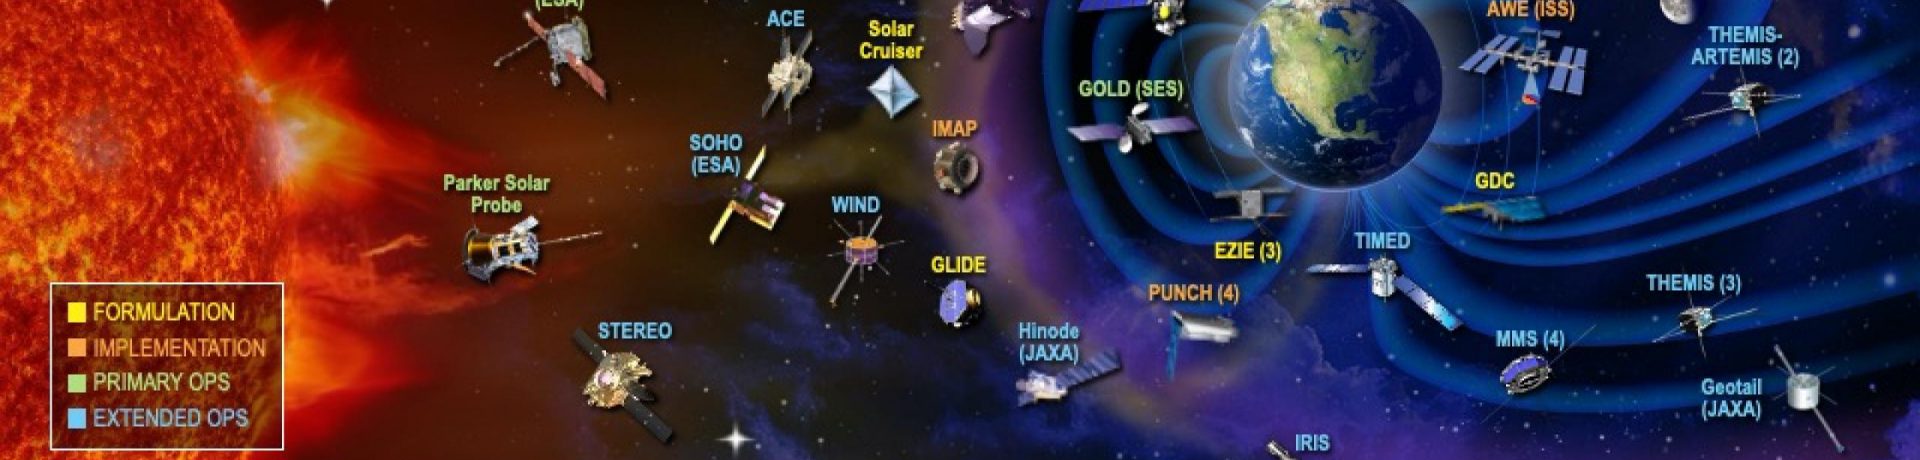 (ESA)
ACE
Solar
Cruiser
AWE (ISS)
THEMIS-
ARTEMIS (2)
GOLD (SES)
IMAP
SOHO
(ESA)
Parker Solar
Probe
WIND
GDC
EZIE (3)
TIMED
GLIDE
PUNCH (4)
THEMIS (3)
STEREO
Hinode
(JAXA)
MMS (4)
Geotail
(JAXA)
IRIS
FORMULATION
IMPLEMENTATION
PRIMARY OPS
EXTENDED OPS